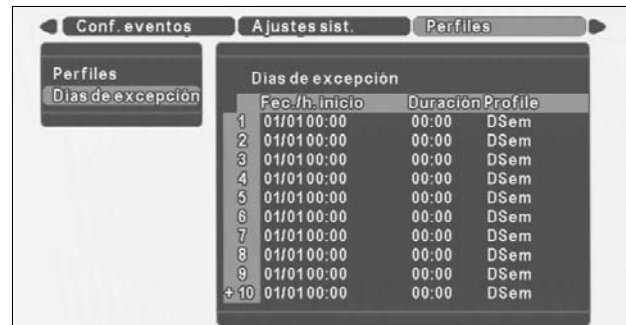 Conf. eventos Ajustes sist. Perfiles
Perfiles
Dias de excepción
Dias de excepción
Fec./h. inicio Duración Profile
1 01/01 00:00 00:00 DSem
2 01/01 00:00 00:00 DSem
3 01/01 00:00 00:00 DSem
4 01/01 00:00 00:00 DSem
5 01/01 00:00 00:00 DSem
6 01/01 00:00 00:00 DSem
7 01/01 00:00 00:00 DSem
8 01/01 00:00 00:00 DSem
9 01/01 00:00 00:00 DSem
+ 10 01/01 00:00 00:00 DSem